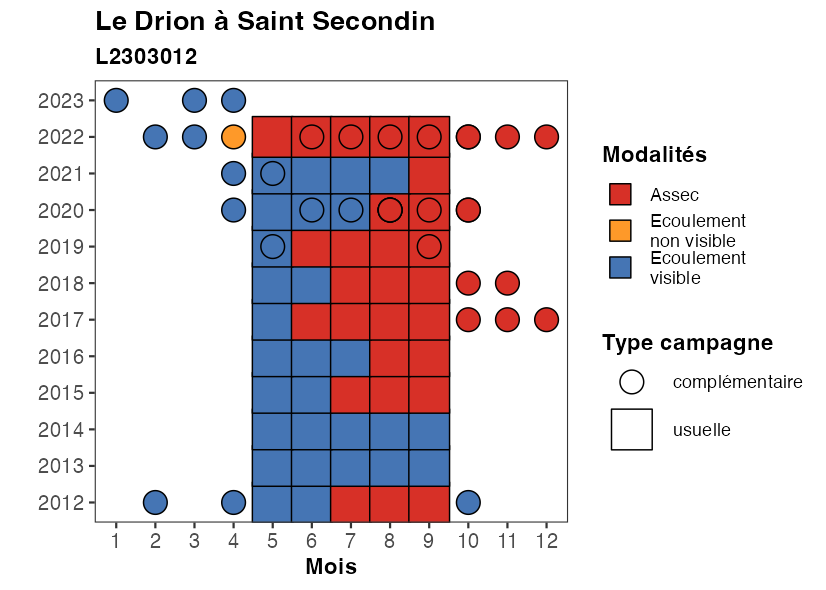 Le Drion à Saint Secondin
L2303012
2023
2022
2021
2020
2019
2018
2017
2016
2015
2014
2013
2012
1 2 3 4 5 6 7 8 9 10 11 12
Mois
Modalités
Assec
Ecoulement
non visible
Ecoulement
visible
Type campagne
complémentaire
usuelle